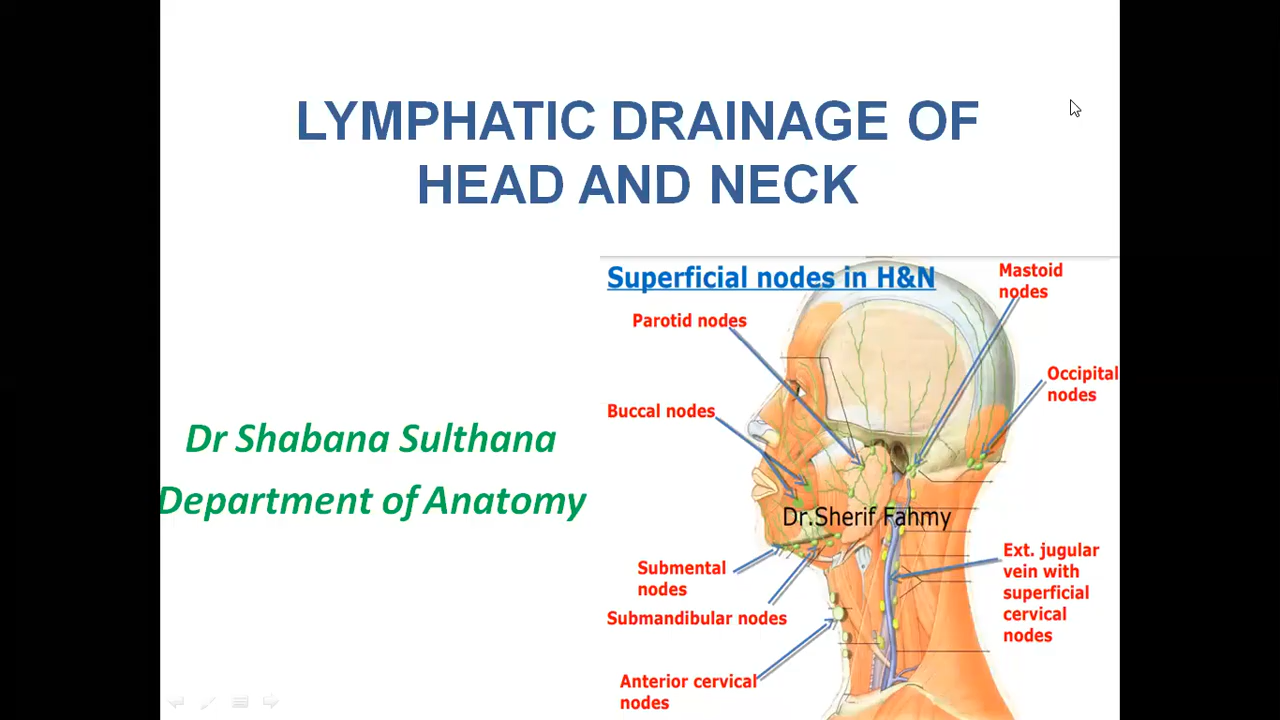 LYMPHATIC DRAINAGE OF
HEAD AND NECK
Dr Shabana Sulthana
Department of Anatomy
Superficial nodes in H&N
Mastoid
nodes
Parotid nodes
Occipital
nodes
Buccal nodes
Dr.Sherif Fahmy
Ext. jugular
vein with
superficial
cervical
nodes
Submental
nodes
Submandibular nodes
Anterior cervical
nodes